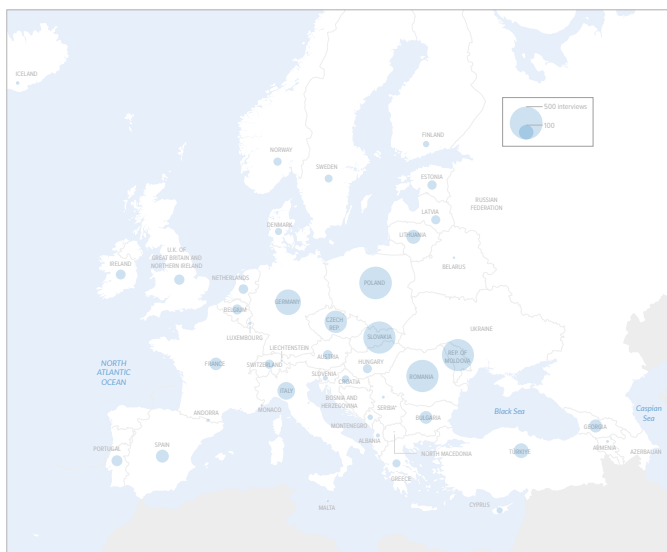 ICELAND
500 interviews
100
FINLAND
NORWAY
SWEDEN
ESTONIA
RUSSIAN
FEDERATION
LATVIA
DENMARK
LITHUANIA
U.K. OF
GREAT BRITAIN AND
NORTHERN IRELAND
IRELAND
BELARUS
NETHERLANDS
POLAND
GERMANY
BELGIUM
CZECH
REP.
UKRAINE
LUXEMBOURG
SLOVAKIA
LIECHTENSTEIN
REP. OF
MOLDOVA
AUSTRIA
NORTH
ATLANTIC
OCEAN
FRANCE
SWITZERLAND
HUNGARY
SLOVENIA
ROMANIA
CROATIA
ITALY
BOSNIA AND
HERZEGOVINA
SERBIA
MONACO
Black Sea
Caspian
Sea
ANDORRA
BULGARIA
MONTENEGRO
GEORGIA
ALBANIA
PORTUGAL
SPAIN
ARMENIA
AZERBAIJAN
TÜRKIYE
NORTH MACEDONIA
GREECE
MALTA
CYPRUS